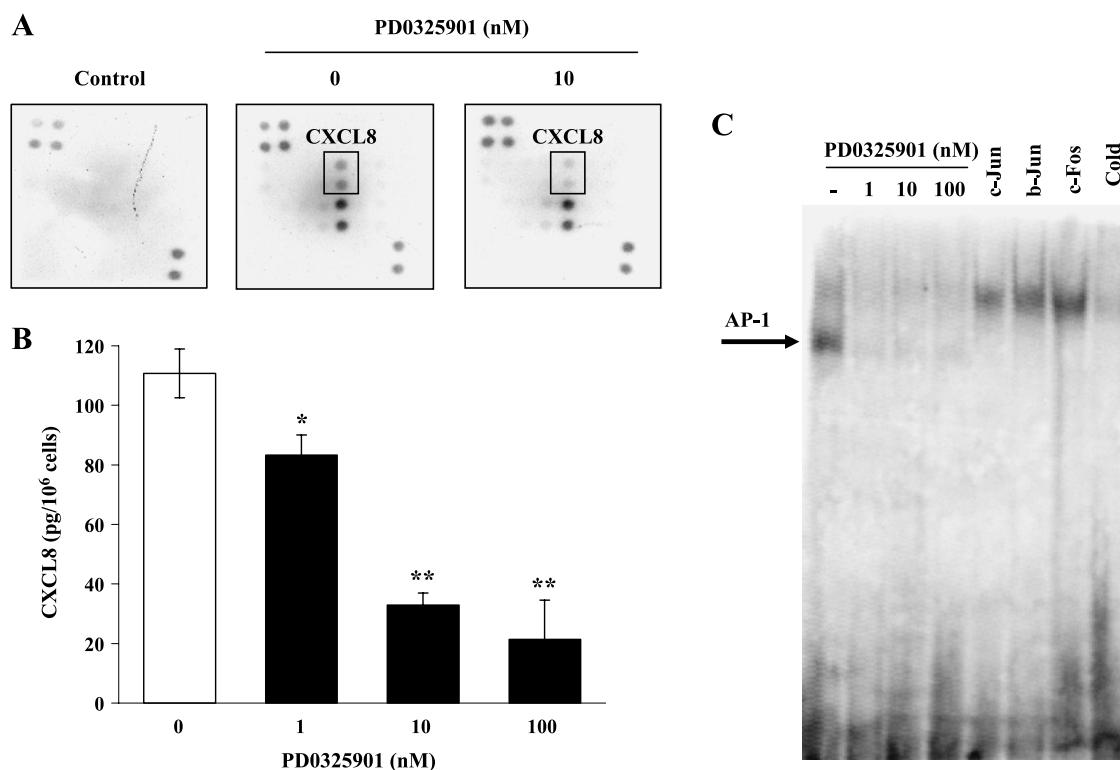 A
PD0325901 (nM)
Control
0
10
CXCL8
CXCL8
B
120
100
80
60
40
20
0
CXCL8 (pg/10⁶ cells)
*
**
**
0
1
10
100
PD0325901 (nM)
C
PD0325901 (nM)
-
1
10
100
c-Jun
b-Jun
c-Fos
Cold
AP-1